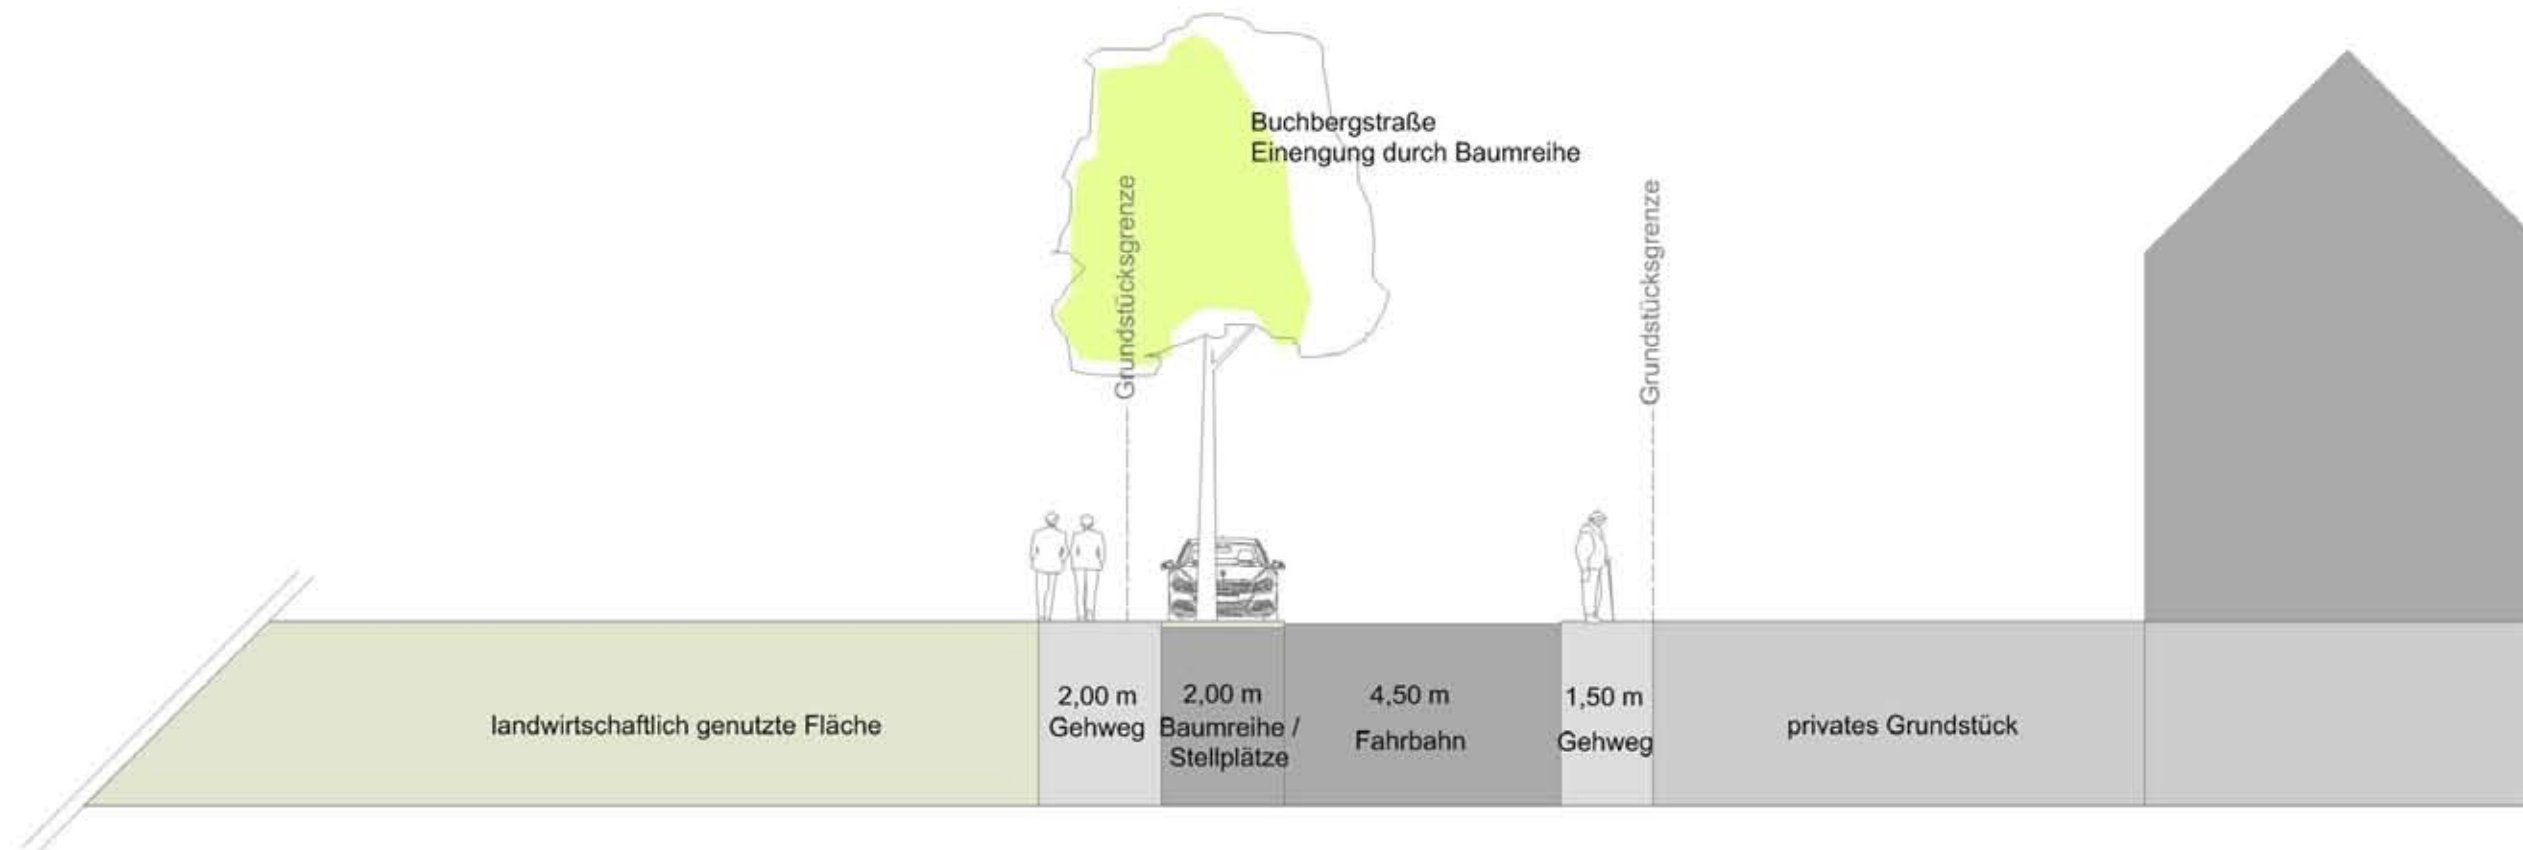 Buchbergstraße
Einengung durch Baumreihe
Grundstücksgrenze
Grundstücksgrenze
landwirtschaftlich genutzte Fläche
2,00 m
Gehweg
2,00 m
Baumreihe /
Stellplätze
4,50 m
Fahrbahn
1,50 m
Gehweg
privates Grundstück